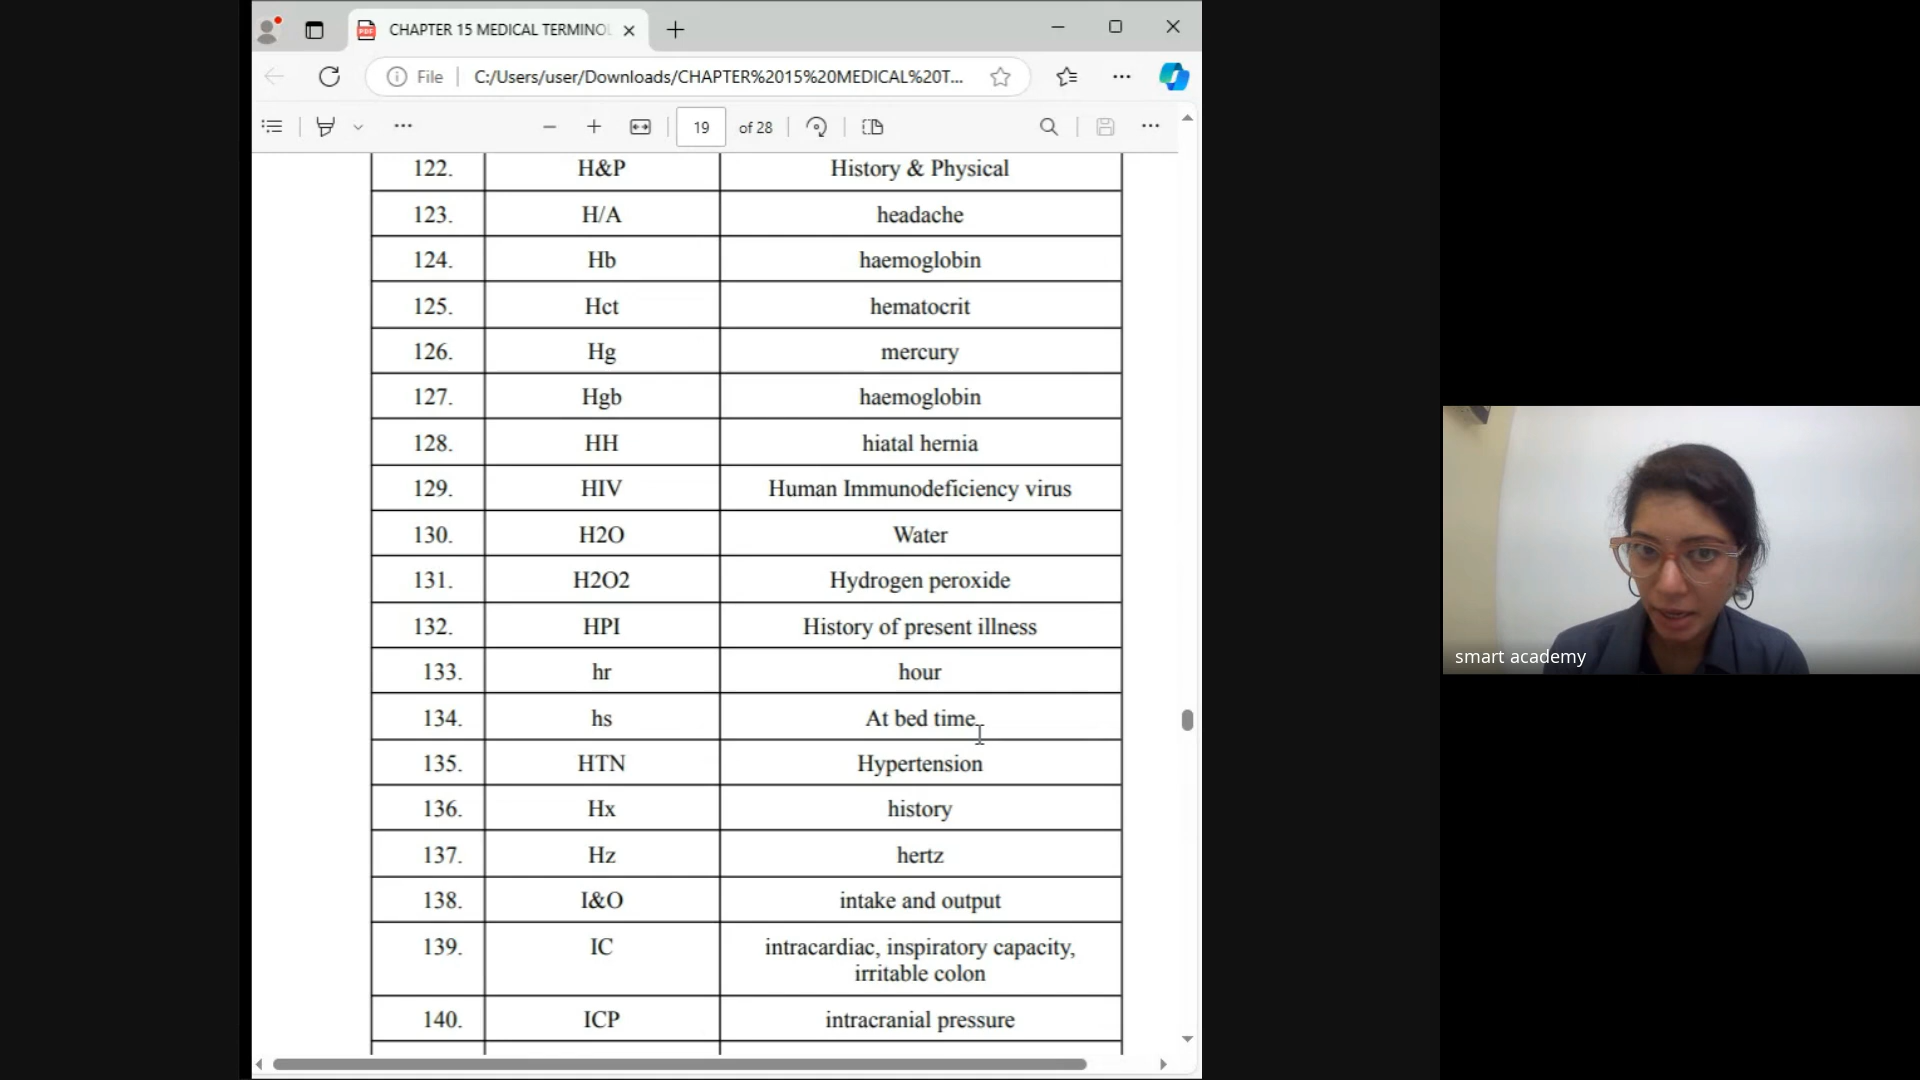 CHAPTER 15 MEDICAL TERMINOL
File
C:/Users/user/Downloads/CHAPTER%2015%20MEDICAL%20T...
19 of 28
122. H&P History & Physical
123. H/A headache
124. Hb haemoglobin
125. Hct hematocrit
126. Hg mercury
127. Hgb haemoglobin
128. HH hiatal hernia
129. HIV Human Immunodeficiency virus
130. H2O Water
131. H2O2 Hydrogen peroxide
132. HPI History of present illness
133. hr hour
134. hs At bed time
135. HTN Hypertension
136. Hx history
137. Hz hertz
138. I&O intake and output
139. IC intracardiac, inspiratory capacity,
irritable colon
140. ICP intracranial pressure
smart academy